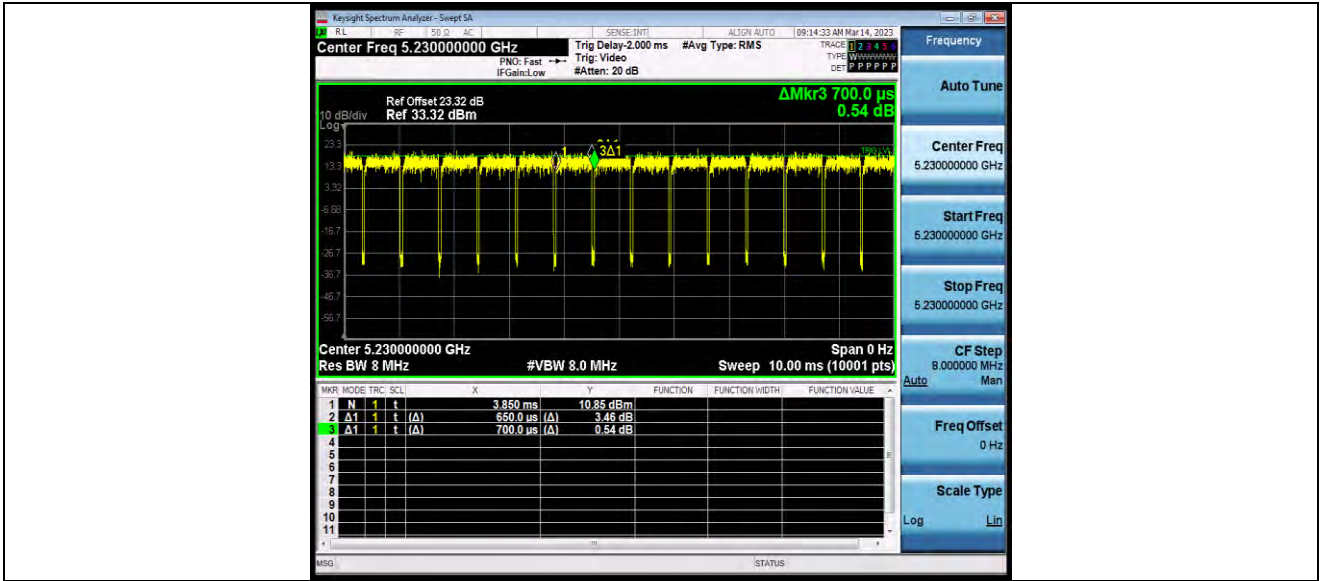 Keysight Spectrum Analyzer - Swept SA
RL RF 50 Ω AC SENSE:INT ALIGN AUTO 09:14:33 AM Mar 14, 2023
Center Freq 5.230000000 GHz
Trig Delay-2.000 ms #Avg Type: RMS
TRACE 1 2 3 4 5 6
PNO: Fast Trig: Video
TYPE WWWWWW
IFGain:Low #Atten: 20 dB
DET P P P P P P
Frequency
ΔMkr3 700.0 µs
0.54 dB
Ref Offset 23.32 dB
10 dB/div Ref 33.32 dBm
Log
23.3
13.3
3.32
-6.68
-16.7
-26.7
-36.7
-46.7
-56.7
1
3Δ1
TRIG LVL
Center 5.230000000 GHz Span 0 Hz
Res BW 8 MHz #VBW 8.0 MHz Sweep 10.00 ms (10001 pts)
MKR MODE TRC SCL X Y FUNCTION FUNCTION WIDTH FUNCTION VALUE
1 N 1 t 3.850 ms 10.85 dBm
2 Δ1 1 t (Δ) 650.0 µs (Δ) 3.46 dB
3 Δ1 1 t (Δ) 700.0 µs (Δ) 0.54 dB
4
5
6
7
8
9
10
11
MSG STATUS
Auto Tune
Center Freq
5.230000000 GHz
Start Freq
5.230000000 GHz
Stop Freq
5.230000000 GHz
CF Step
8.000000 MHz
Auto Man
Freq Offset
0 Hz
Scale Type
Log Lin